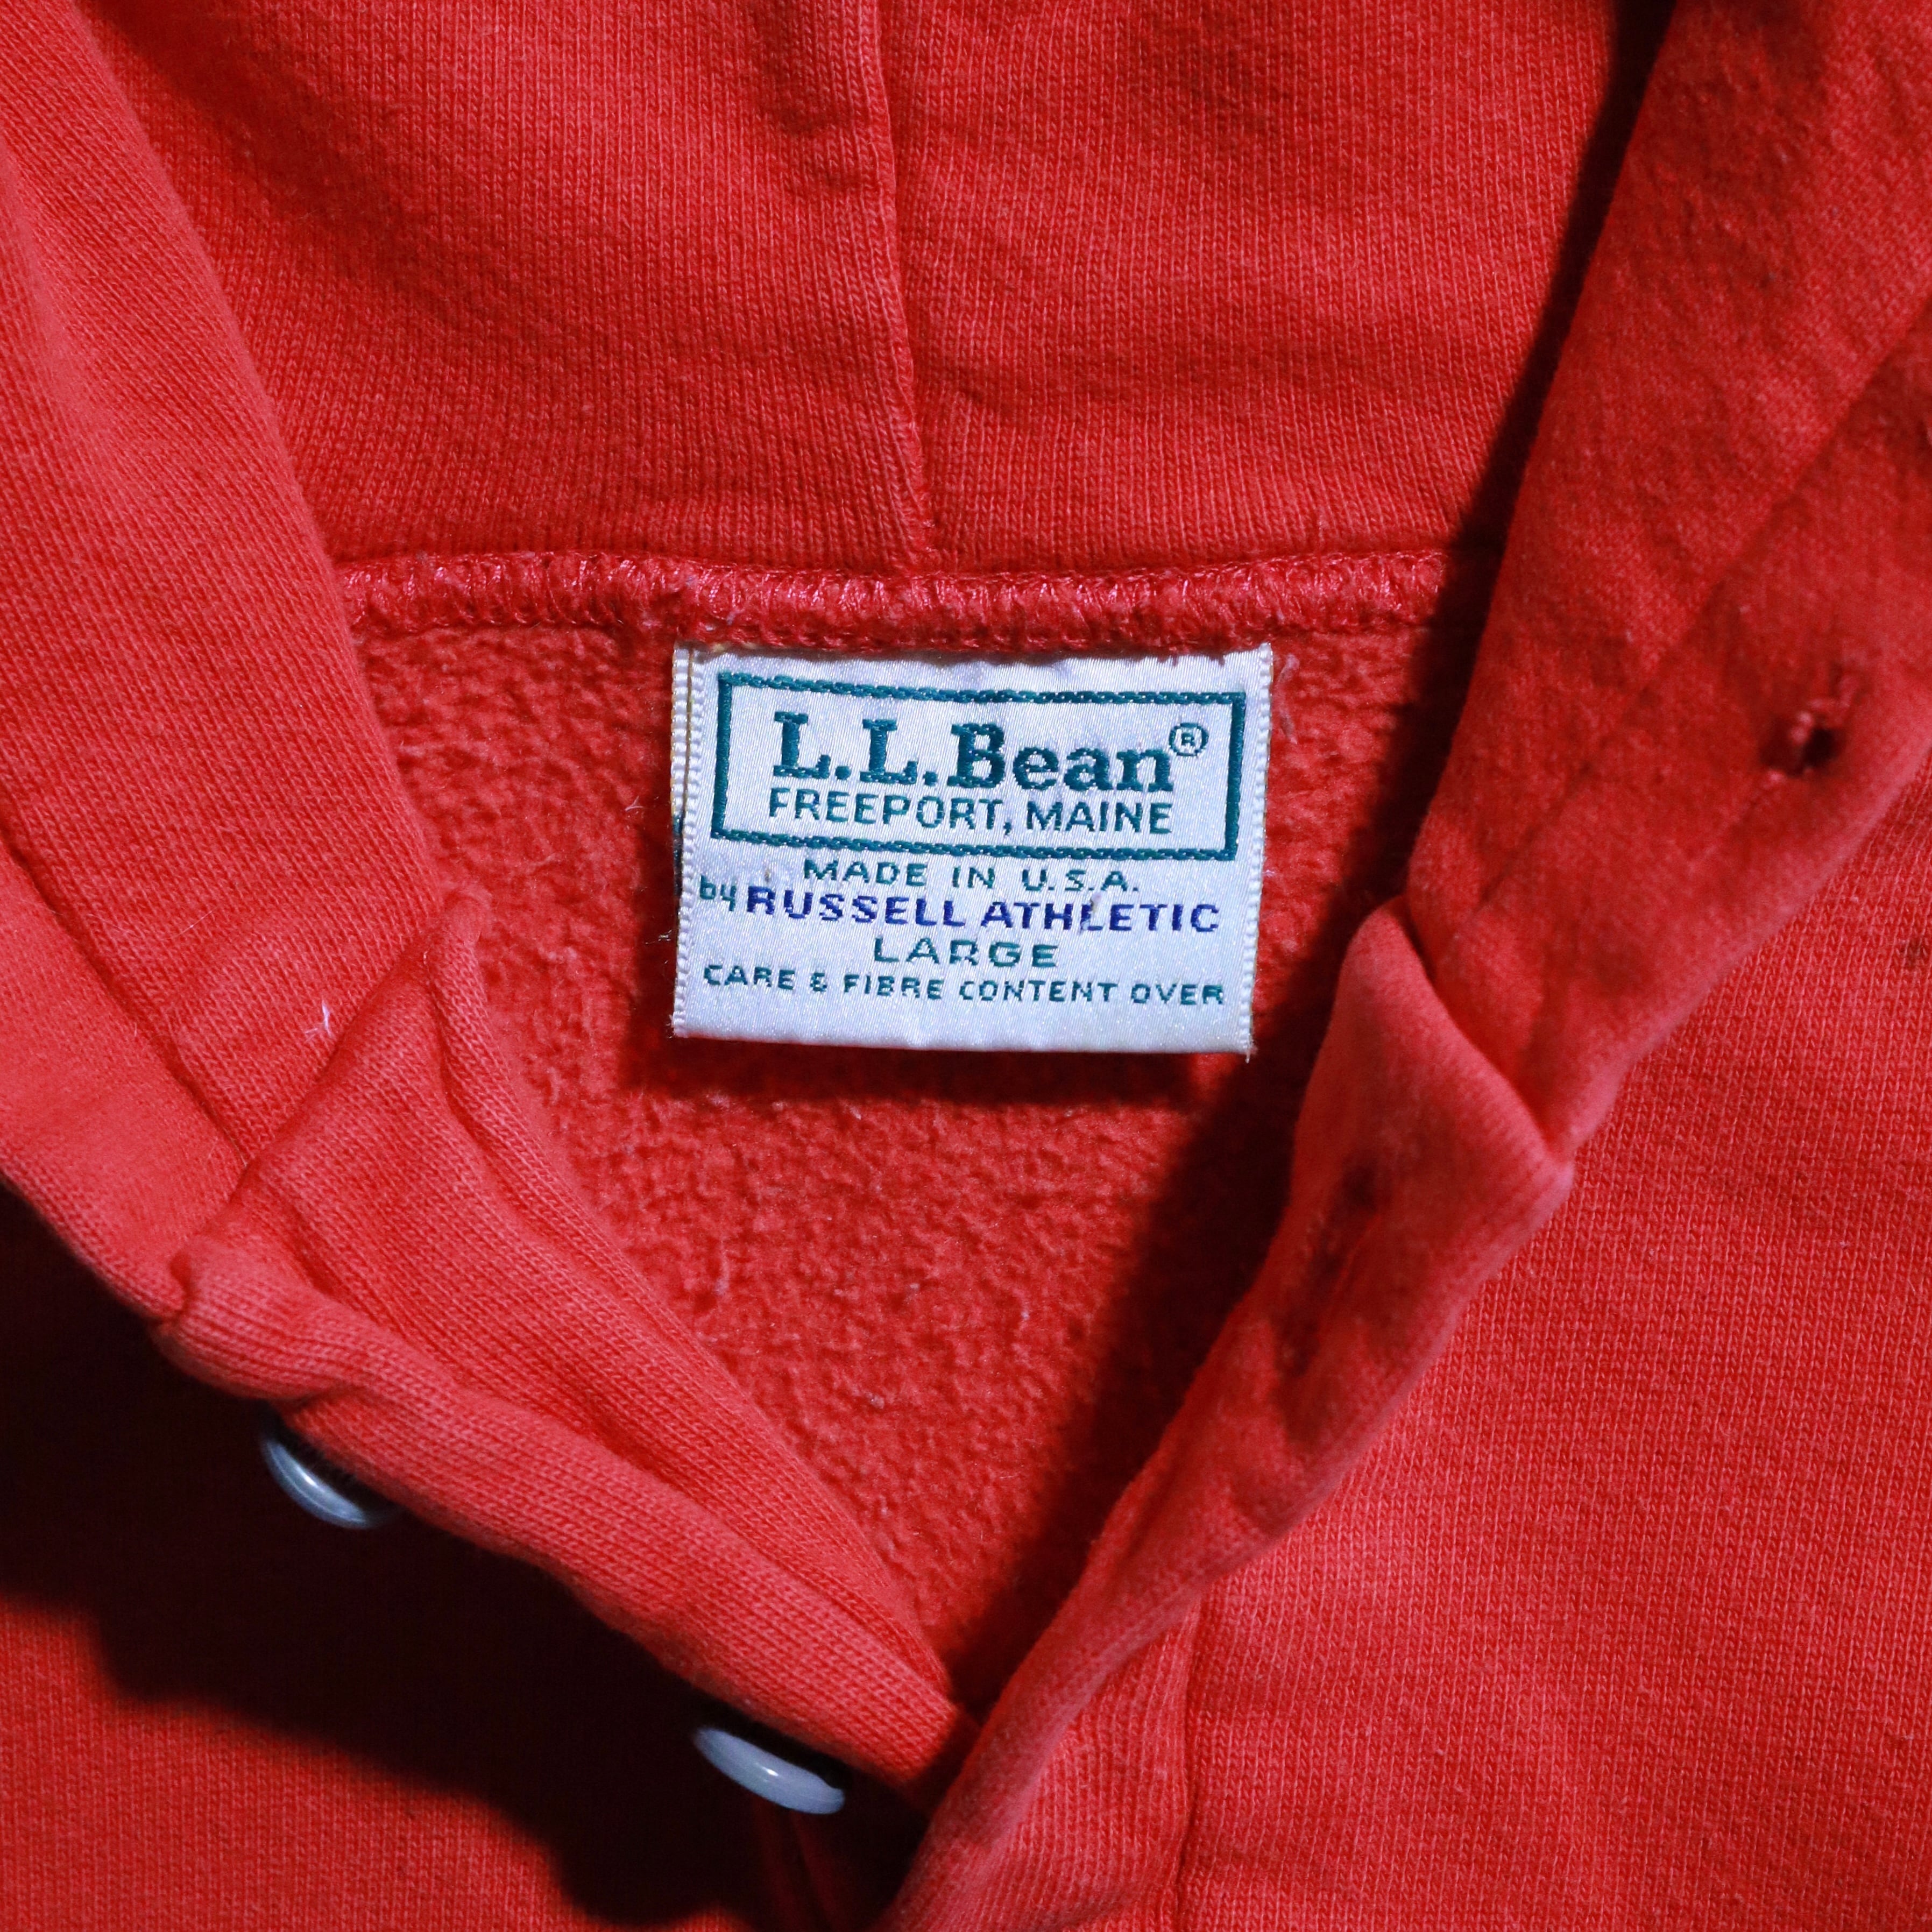 L.L.Bean®
FREEPORT, MAINE
MADE IN U.S.A.
by RUSSELL ATHLETIC
LARGE
CARE & FIBRE CONTENT OVER